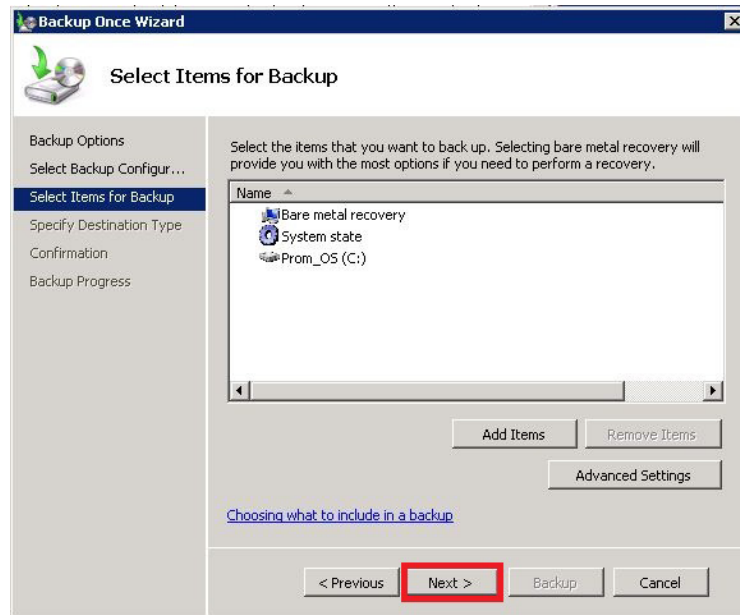 Backup Once Wizard
Select Items for Backup
Backup Options
Select Backup Configur...
Select Items for Backup
Specify Destination Type
Confirmation
Backup Progress
Select the items that you want to back up. Selecting bare metal recovery will
provide you with the most options if you need to perform a recovery.
Name
Bare metal recovery
System state
Prom_OS (C:)
Add Items
Remove Items
Advanced Settings
Choosing what to include in a backup
< Previous
Next >
Backup
Cancel